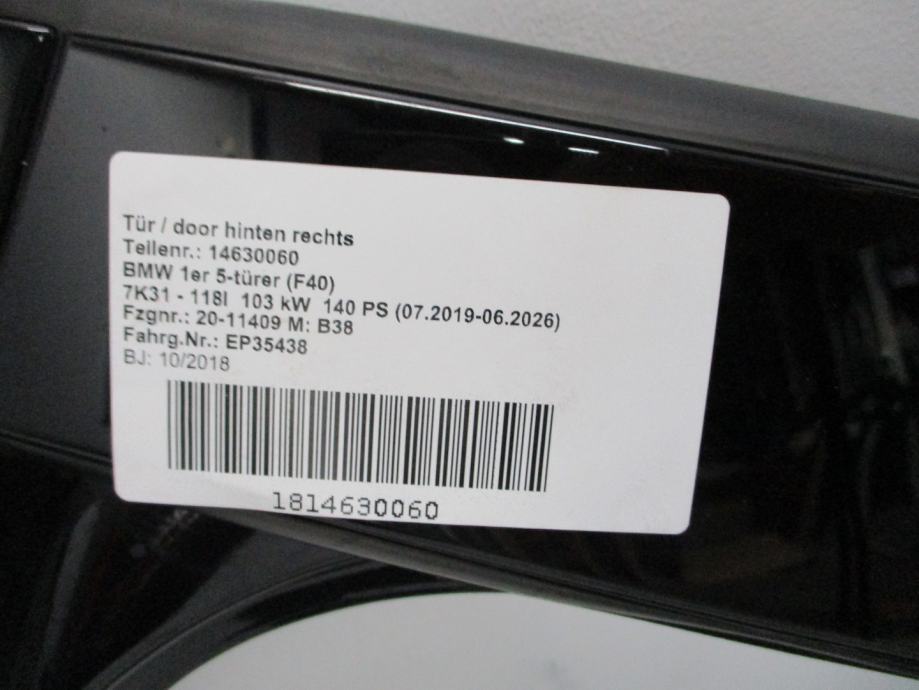 Tür / door hinten rechts
Teilenr.: 14630060
BMW 1er 5-türer (F40)
7K31 - 118I 103 kW 140 PS (07.2019-06.2026)
Fzgnr.: 20-11409 M: B38
Fahrg.Nr.: EP35438
BJ: 10/2018
1814630060